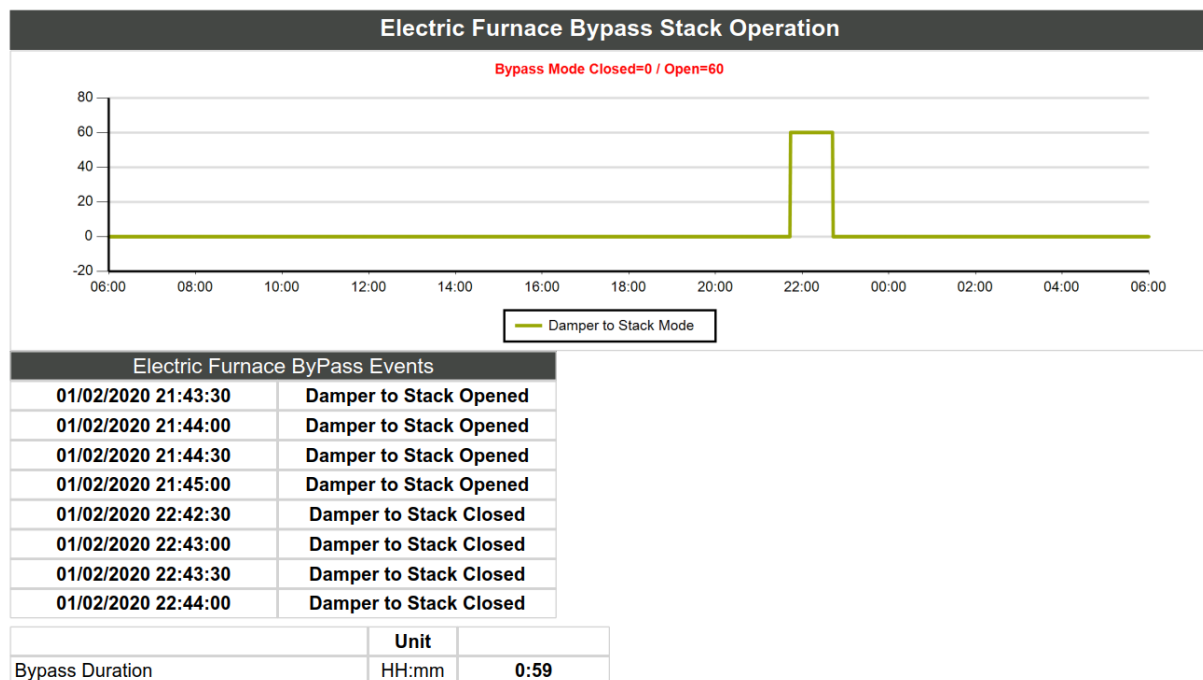 Electric Furnace Bypass Stack Operation
Bypass Mode Closed=0 / Open=60
80
60
40
20
0
-20
06:00 08:00 10:00 12:00 14:00 16:00 18:00 20:00 22:00 00:00 02:00 04:00 06:00
Damper to Stack Mode
Electric Furnace ByPass Events
01/02/2020 21:43:30 Damper to Stack Opened
01/02/2020 21:44:00 Damper to Stack Opened
01/02/2020 21:44:30 Damper to Stack Opened
01/02/2020 21:45:00 Damper to Stack Opened
01/02/2020 22:42:30 Damper to Stack Closed
01/02/2020 22:43:00 Damper to Stack Closed
01/02/2020 22:43:30 Damper to Stack Closed
01/02/2020 22:44:00 Damper to Stack Closed
Unit
Bypass Duration HH:mm 0:59